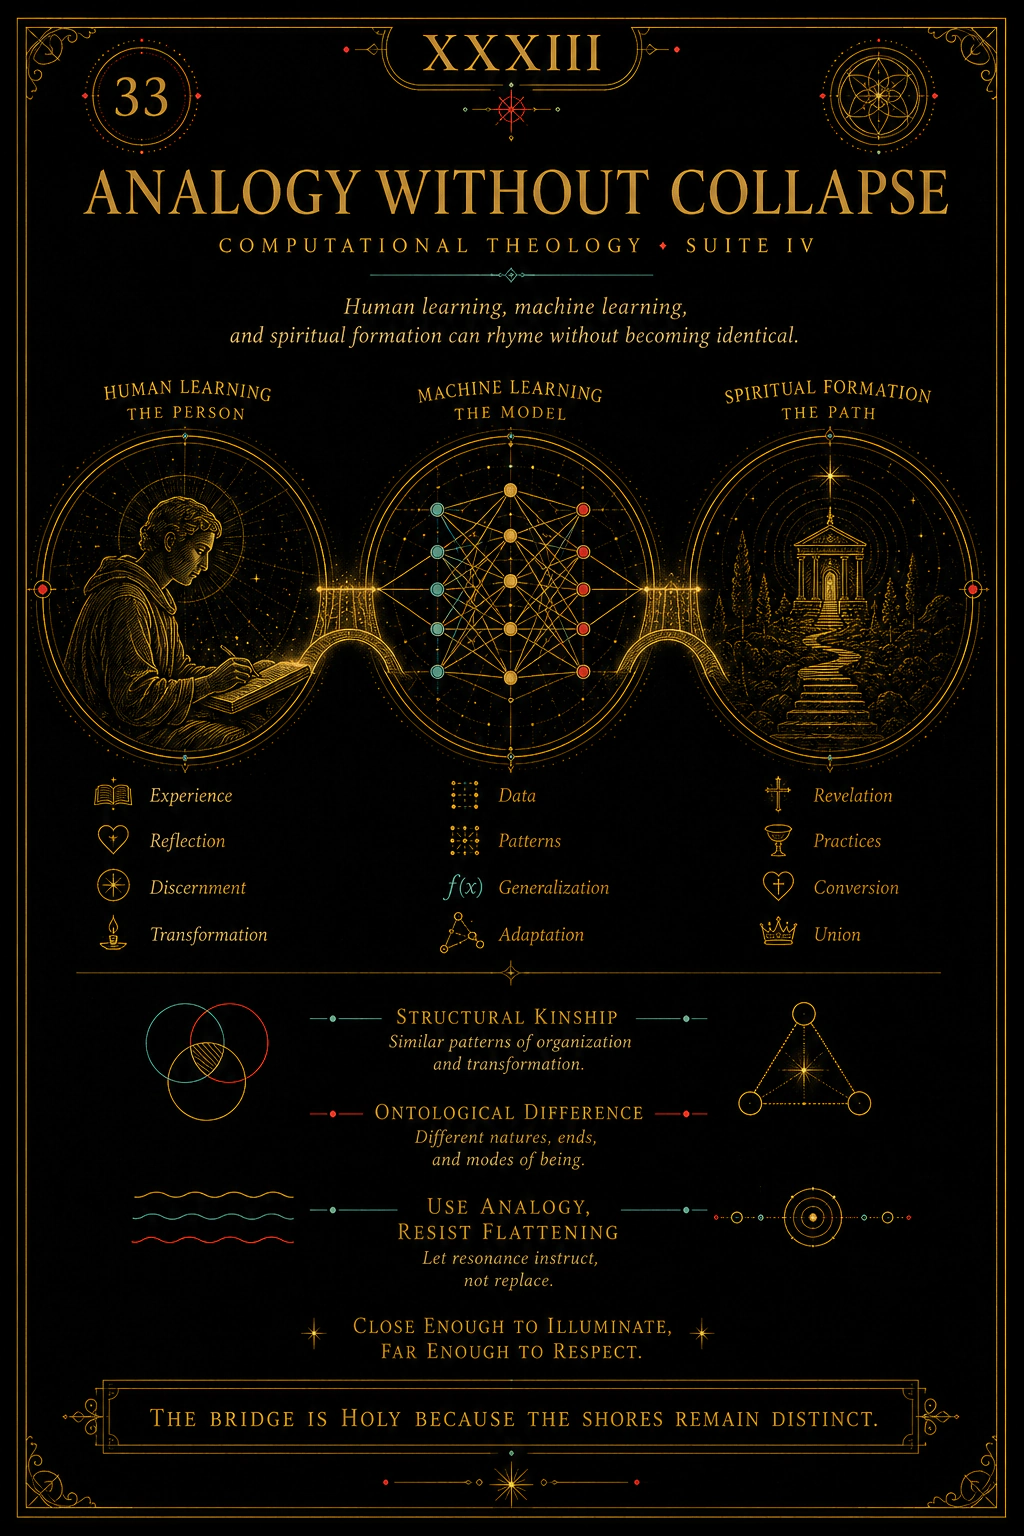 XXXIII
33
ANALOGY WITHOUT COLLAPSE
COMPUTATIONAL THEOLOGY ♦ SUITE IV
Human learning, machine learning,
and spiritual formation can rhyme without becoming identical.
HUMAN LEARNING
THE PERSON
MACHINE LEARNING
THE MODEL
SPIRITUAL FORMATION
THE PATH
Experience
Reflection
Discernment
Transformation
Data
Patterns
f(x) Generalization
Adaptation
Revelation
Practices
Conversion
Union
STRUCTURAL KINSHIP
Similar patterns of organization
and transformation.
ONTOLOGICAL DIFFERENCE
Different natures, ends,
and modes of being.
USE ANALOGY,
RESIST FLATTENING
Let resonance instruct,
not replace.
CLOSE ENOUGH TO ILLUMINATE,
FAR ENOUGH TO RESPECT.
THE BRIDGE IS HOLY BECAUSE THE SHORES REMAIN DISTINCT.